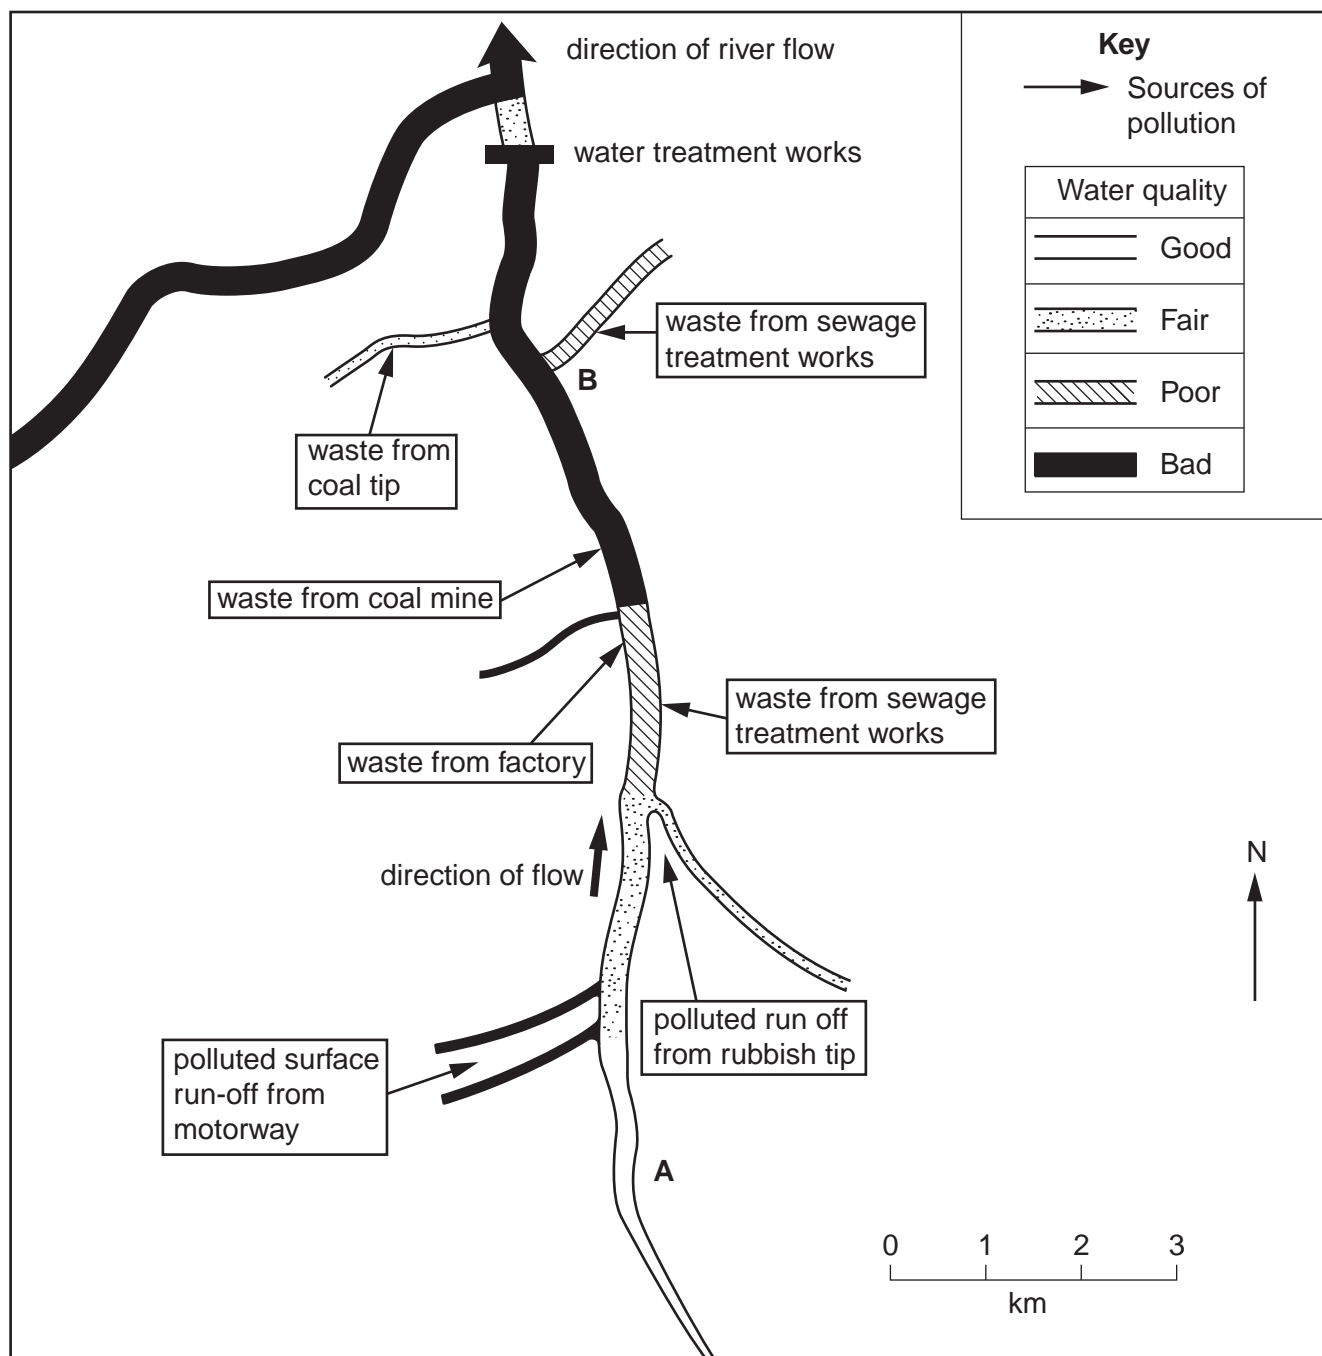 direction of river flow
Key
Sources of
pollution
water treatment works
Water quality
Good
Fair
Poor
Bad
waste from sewage
treatment works
B
waste from
coal tip
waste from coal mine
waste from sewage
treatment works
waste from factory
direction of flow
N
polluted run off
from rubbish tip
polluted surface
run-off from
motorway
A
0 1 2 3
km